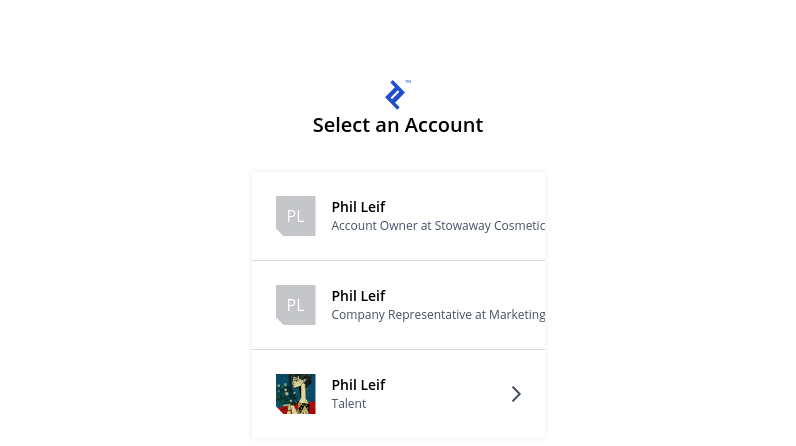 ™
Select an Account
PL
Phil Leif
Account Owner at Stowaway Cosmetic
PL
Phil Leif
Company Representative at Marketing
Phil Leif
Talent